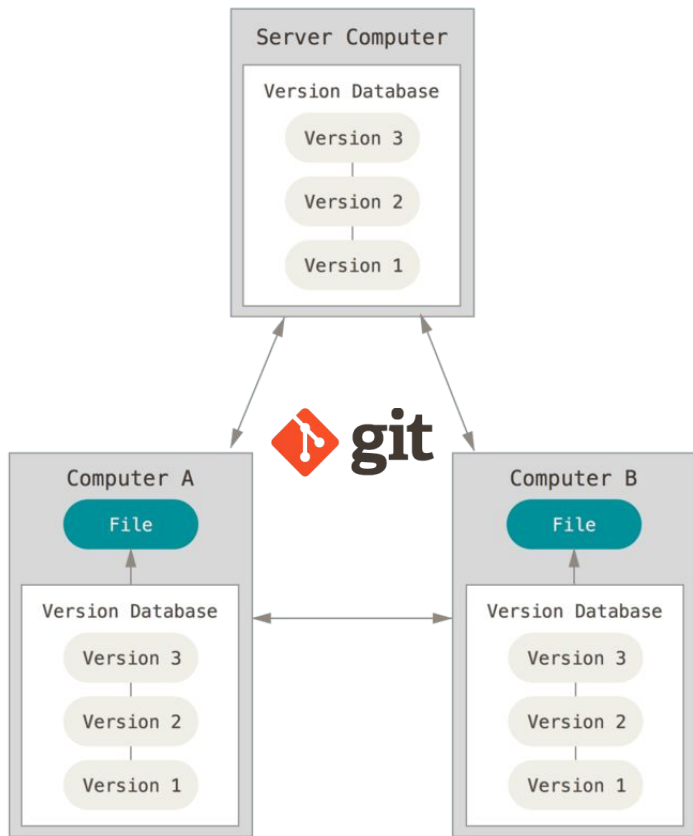 Server Computer
Version Database
Version 3
Version 2
Version 1
git
Computer A
File
Version Database
Version 3
Version 2
Version 1
Computer B
File
Version Database
Version 3
Version 2
Version 1